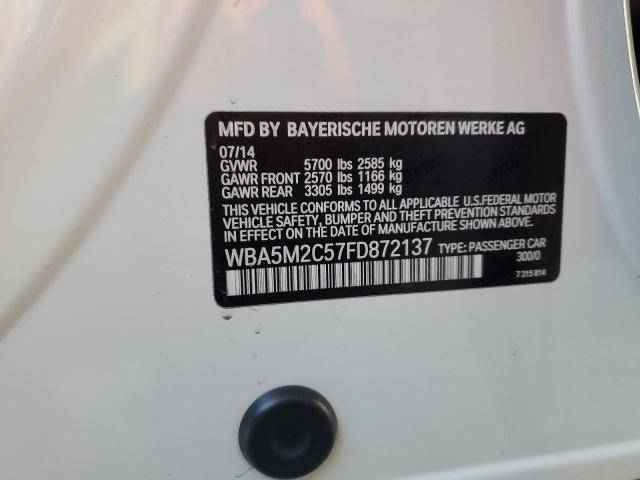 MFD BY BAYERISCHE MOTOREN WERKE AG
07/14
GVWR 5700 lbs 2585 kg
GAWR FRONT 2570 lbs 1166 kg
GAWR REAR 3305 lbs 1499 kg
THIS VEHICLE CONFORMS TO ALL APPLICABLE U.S.FEDERAL MOTOR
VEHICLE SAFETY, BUMPER AND THEFT PREVENTION STANDARDS
IN EFFECT ON THE DATE OF MANUFACTURE SHOWN ABOVE.
WBA5M2C57FD872137 TYPE: PASSENGER CAR
300/0
7 315 814